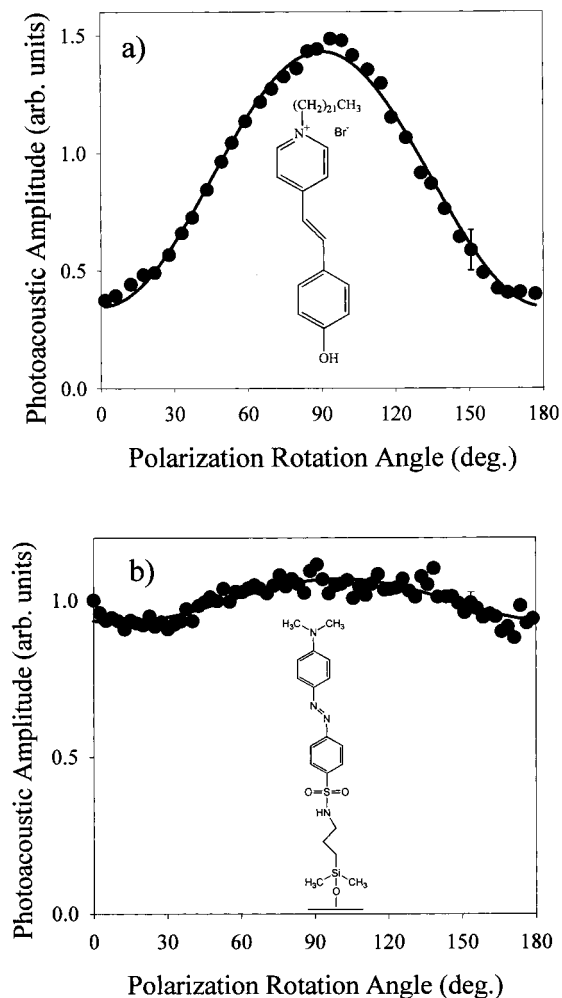 a)
Photoacoustic Amplitude (arb. units)
1.5
1.0
0.5
0.0
(CH₂)₂₁CH₃
N⁺
Br⁻
OH
0 30 60 90 120 150 180
Polarization Rotation Angle (deg.)
b)
Photoacoustic Amplitude (arb. units)
1.0
0.5
0.0
H₃C CH₃
N
N
N
O=S=O
HN
Si
H₃C CH₃
O
0 30 60 90 120 150 180
Polarization Rotation Angle (deg.)